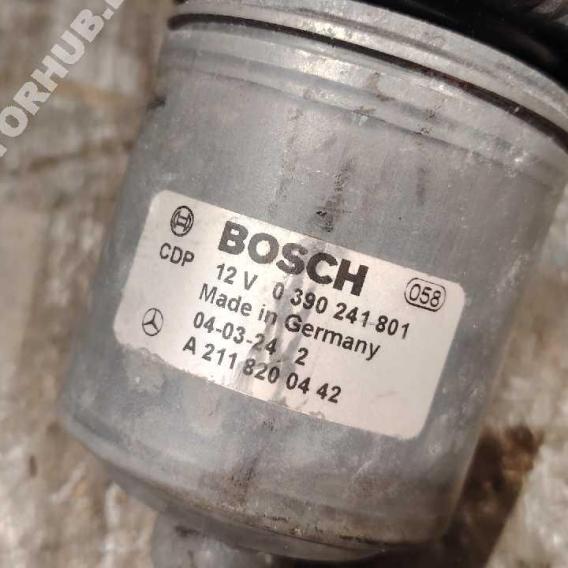 TORHUB.
BOSCH
CDP 12 V 0 390 241 801 058
Made in Germany
04-03-24 2
A 211 820 04 42